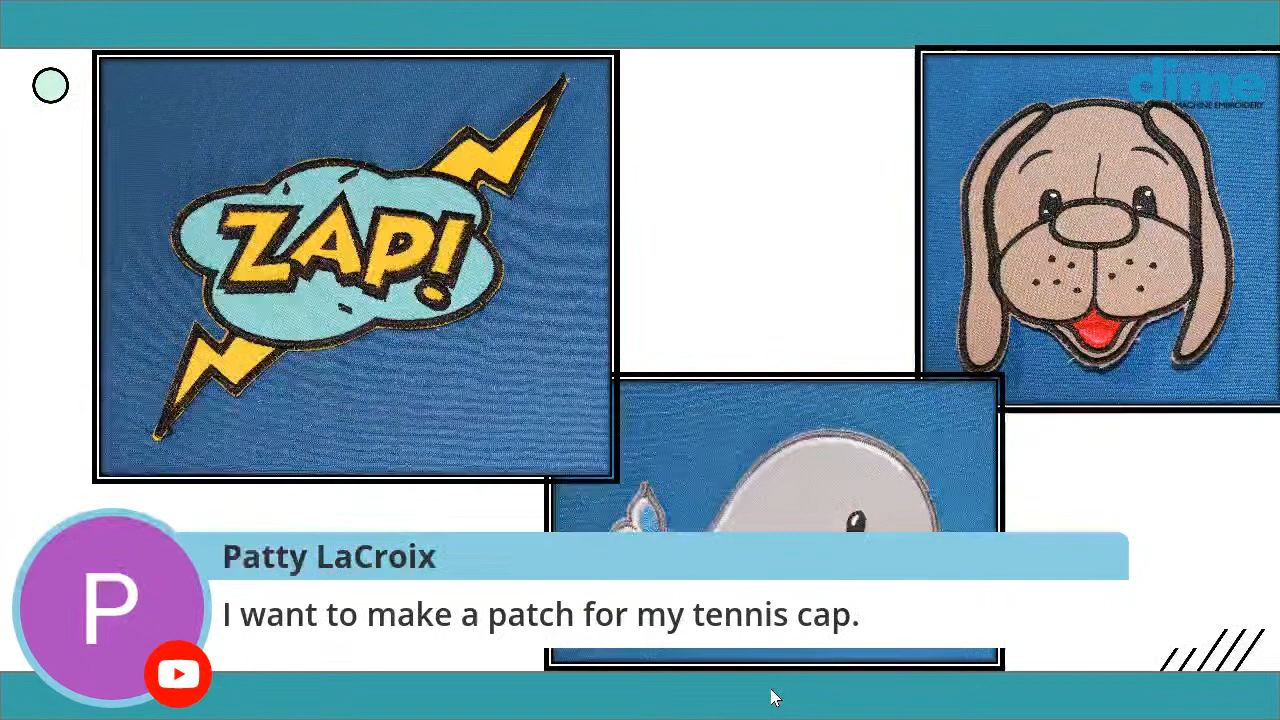 dime
MACHINE EMBROIDERY
ZAP!
P
Patty LaCroix
I want to make a patch for my tennis cap.